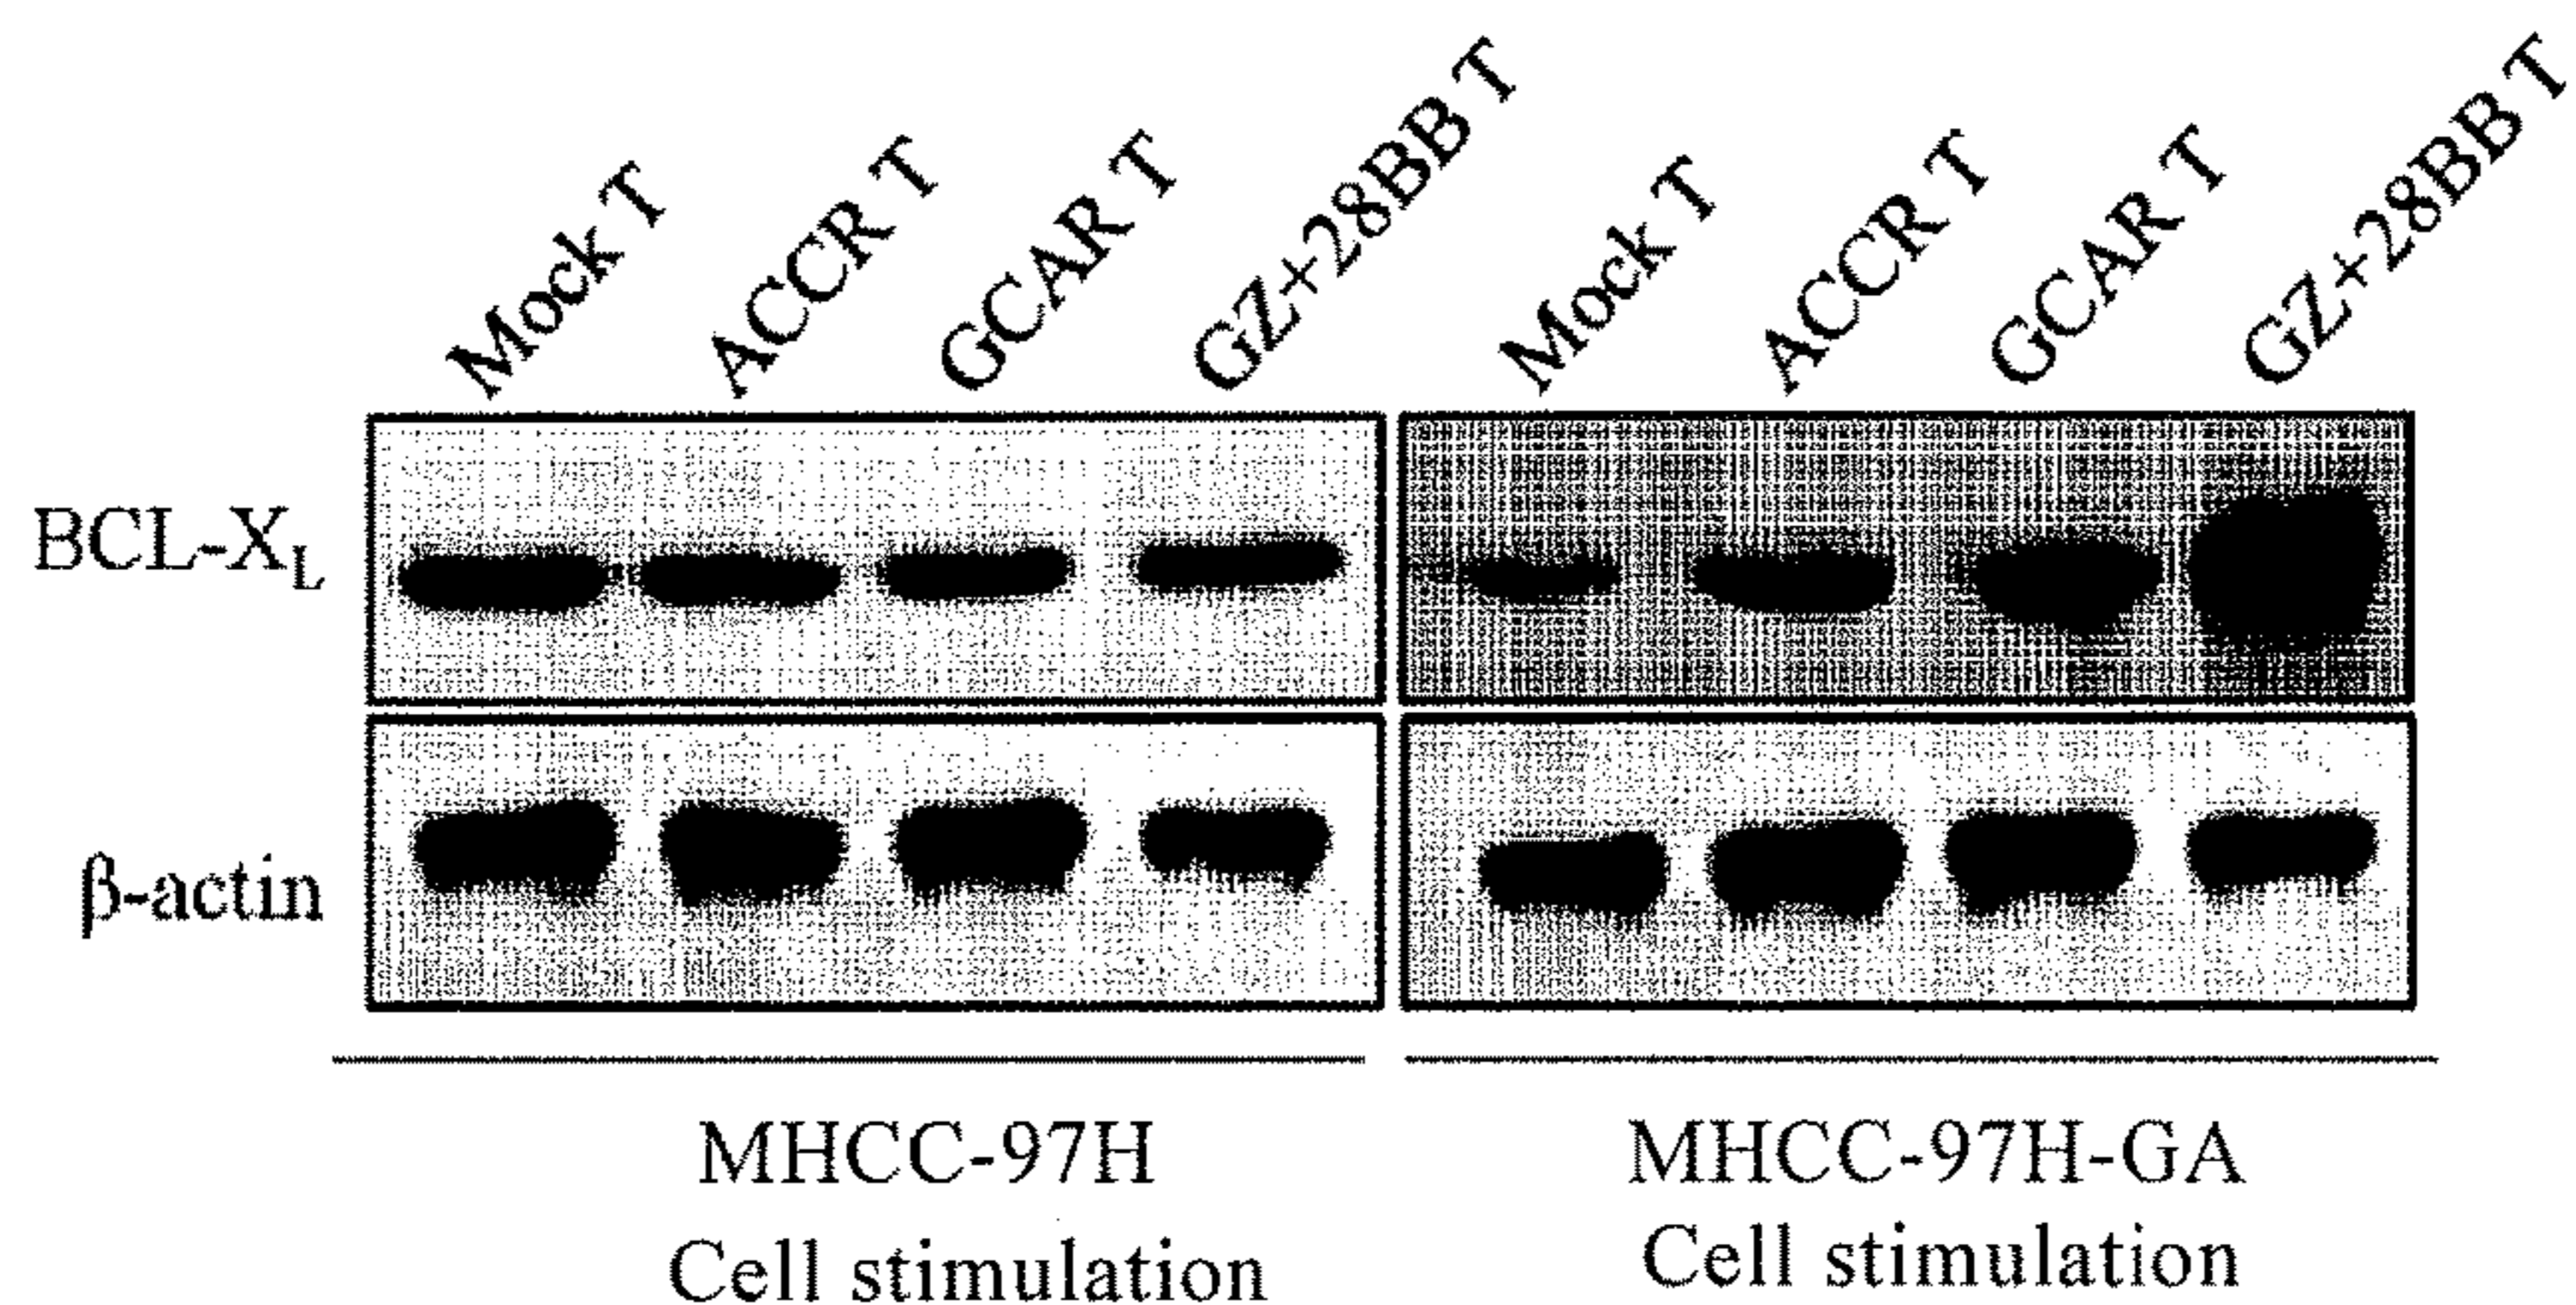 Mock T
ACCR T
GCAR T
GZ+28BB T
Mock T
ACCR T
GCAR T
GZ+28BB T
BCL-XL
β-actin
MHCC-97H
Cell stimulation
MHCC-97H-GA
Cell stimulation